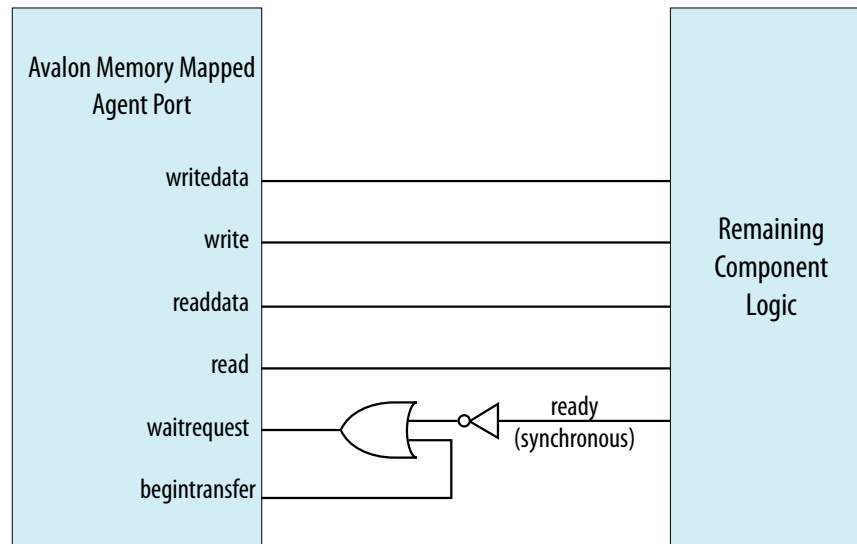 Avalon Memory Mapped
Agent Port
writedata
write
readdata
read
waitrequest
begintransfer
ready
(synchronous)
Remaining
Component
Logic